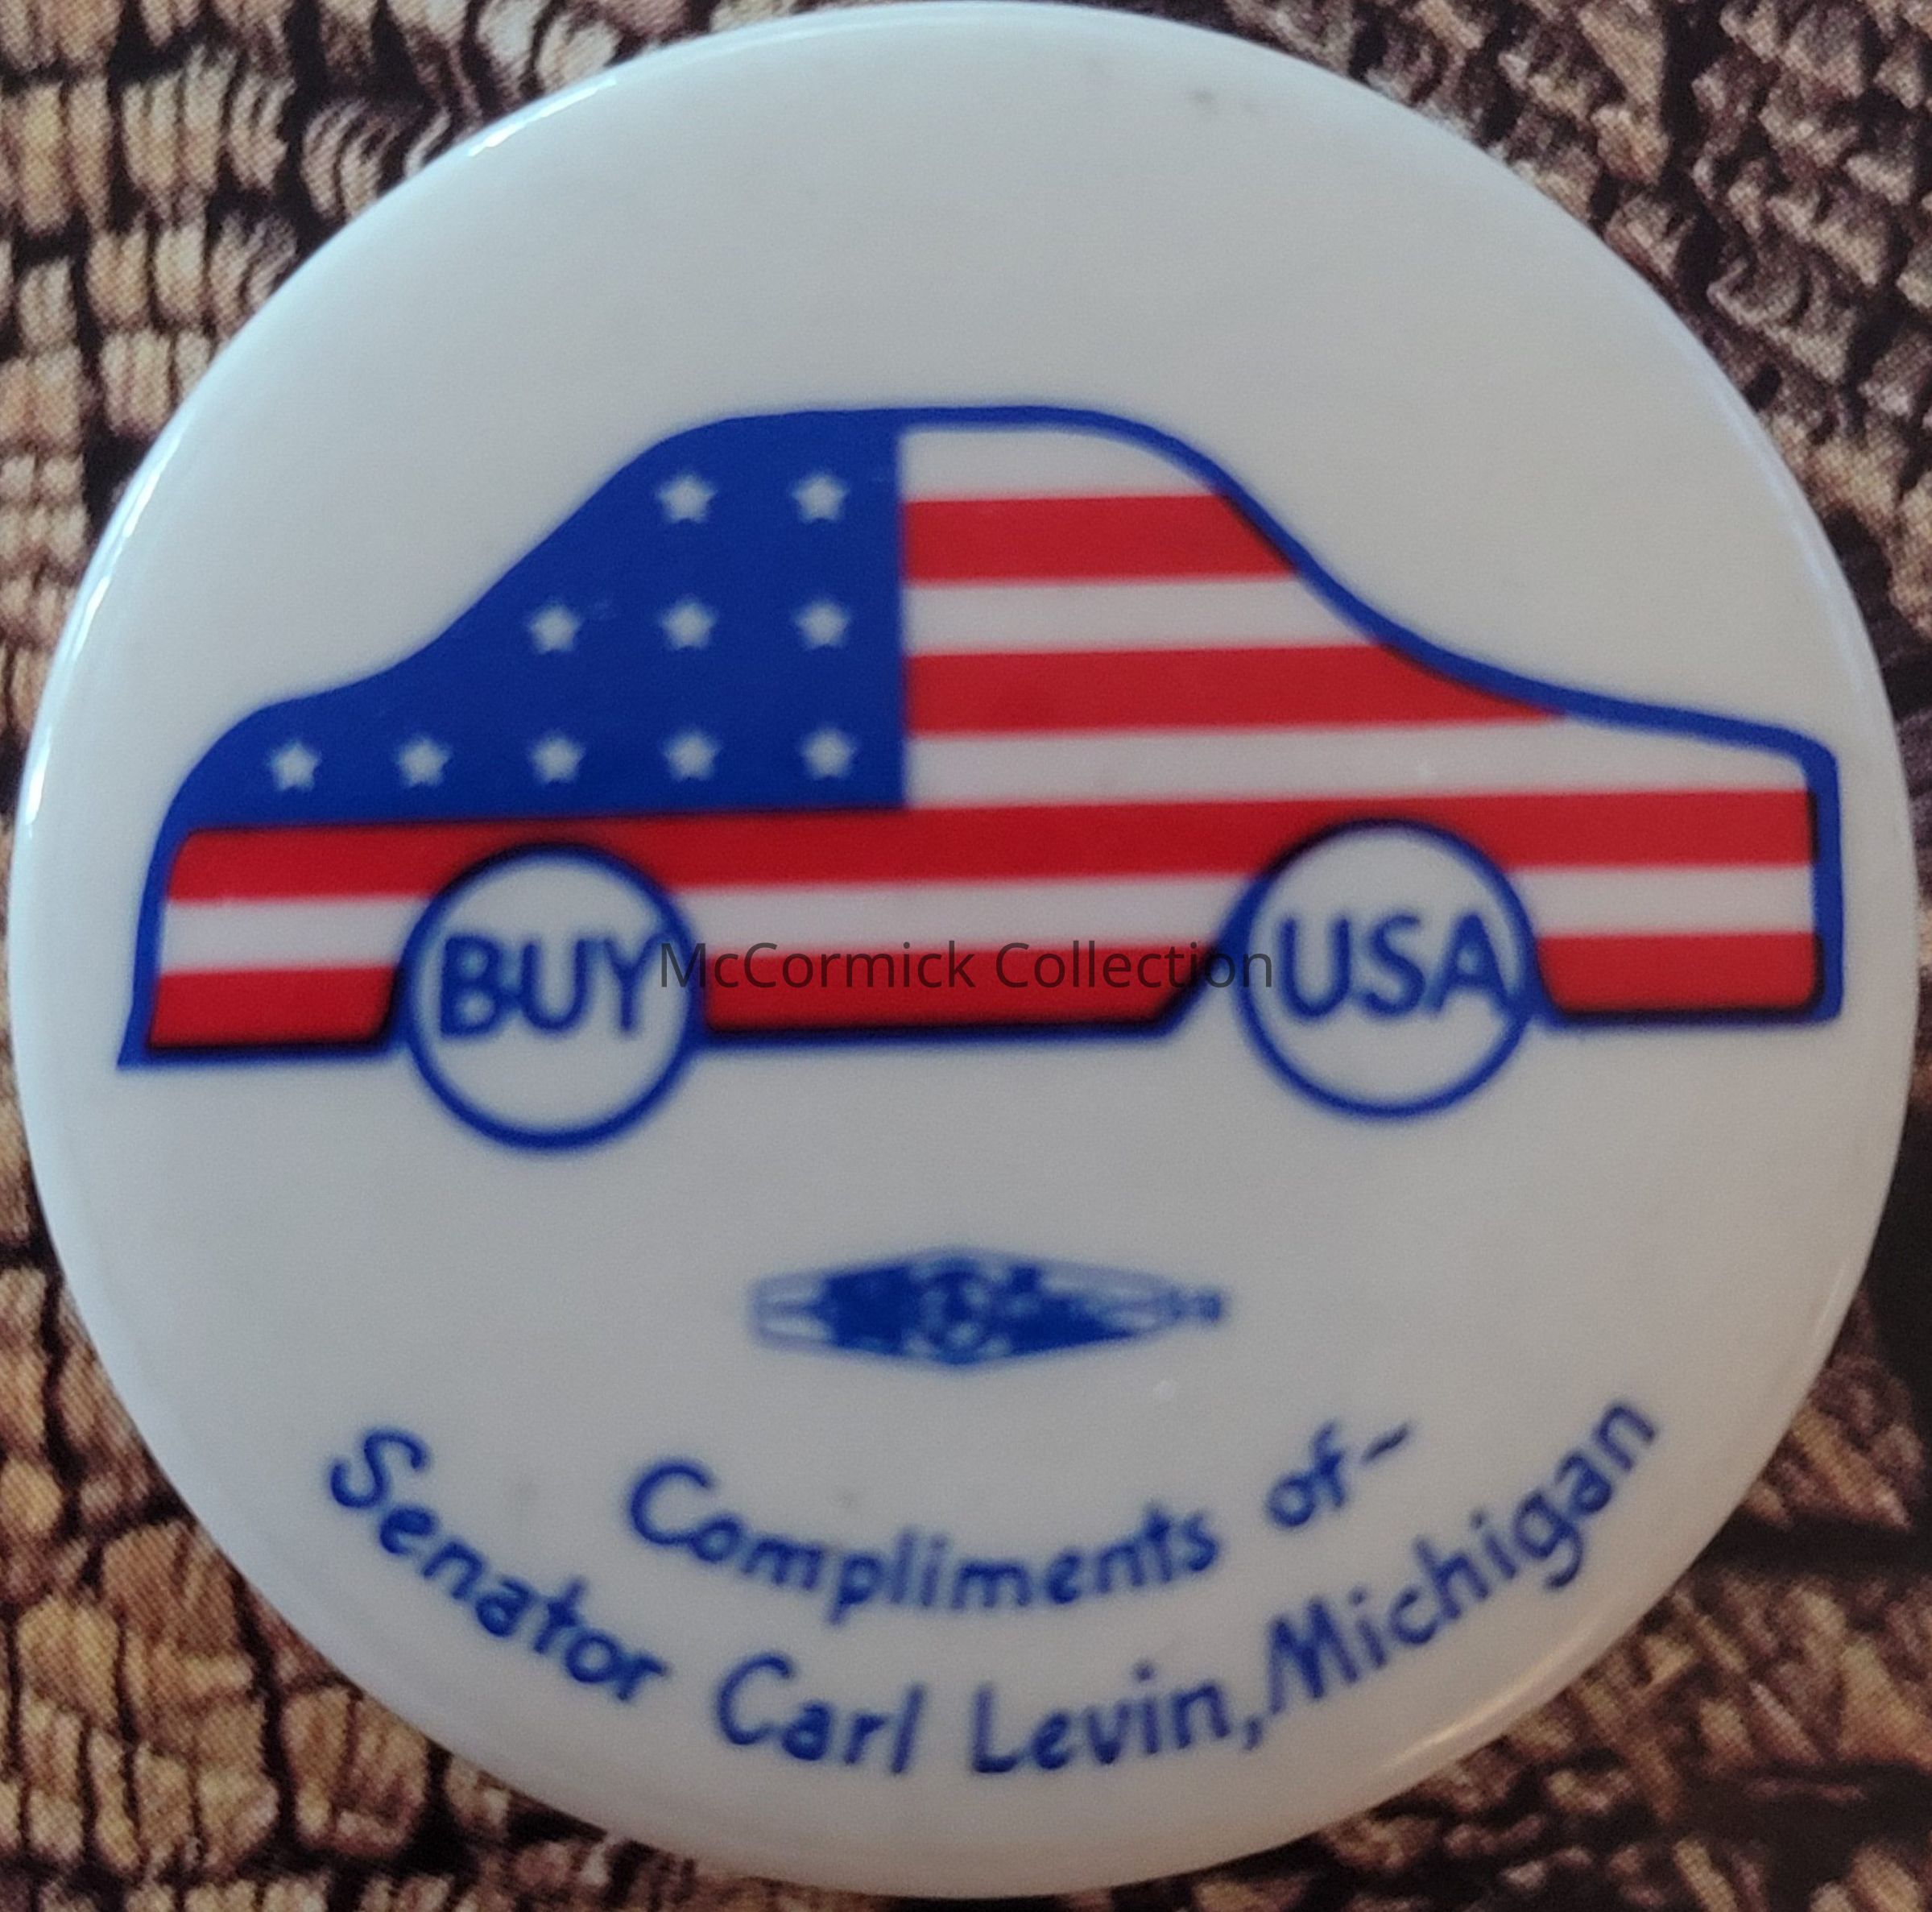 BUY
USA
McCormick Collection
Compliments of-
Senator Carl Levin, Michigan